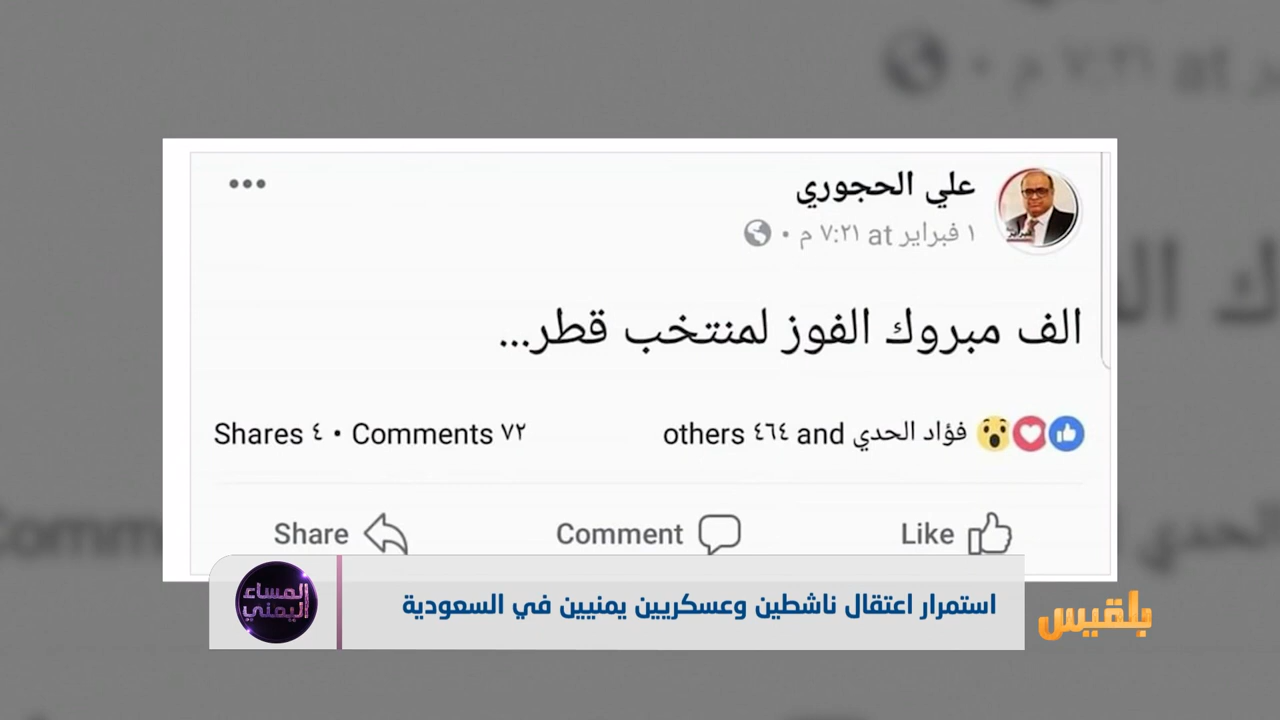 علي الحجوري
١ فبراير at ٧:٢١ م
الف مبروك الفوز لمنتخب قطر...
فؤاد الحدي and ٤٦٤ others
٧٢ Comments • ٤ Shares
Like
Comment
Share
استمرار اعتقال ناشطين وعسكريين يمنيين في السعودية
المساء
اليمني
بلقيس